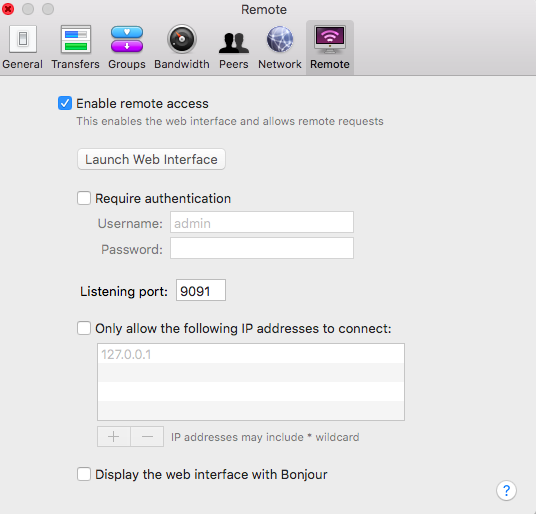 Remote
General Transfers Groups Bandwidth Peers Network Remote
Enable remote access
This enables the web interface and allows remote requests
Launch Web Interface
Require authentication
Username: admin
Password:
Listening port: 9091
Only allow the following IP addresses to connect:
127.0.0.1
+ − IP addresses may include * wildcard
Display the web interface with Bonjour
?